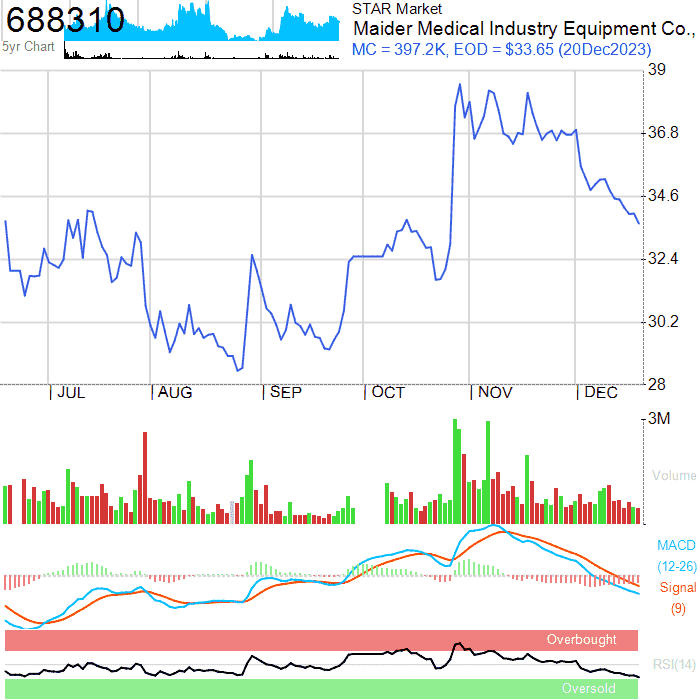 688310
5yr Chart
STAR Market
Maider Medical Industry Equipment Co.,
MC = 397.2K, EOD = $33.65 (20Dec2023)
39
36.8
34.6
32.4
30.2
28
JUL
AUG
SEP
OCT
NOV
DEC
3M
Volume
MACD
(12-26)
Signal
(9)
Overbought
RSI(14)
Oversold